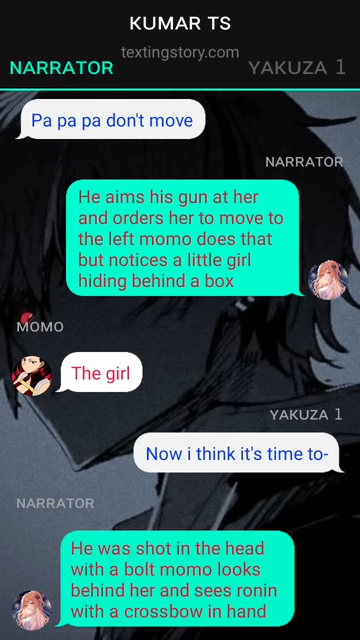 KUMAR TS
textingstory.com
NARRATOR
YAKUZA 1
Pa pa pa don't move
NARRATOR
He aims his gun at her
and orders her to move to
the left momo does that
but notices a little girl
hiding behind a box
MOMO
The girl
YAKUZA 1
Now i think it's time to-
NARRATOR
He was shot in the head
with a bolt momo looks
behind her and sees ronin
with a crossbow in hand